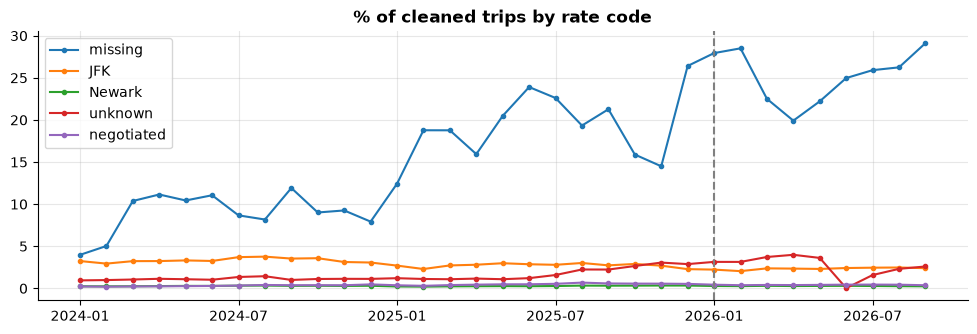 % of cleaned trips by rate code
30
25
20
15
10
5
0
missing
JFK
Newark
unknown
negotiated
2024-01
2024-07
2025-01
2025-07
2026-01
2026-07